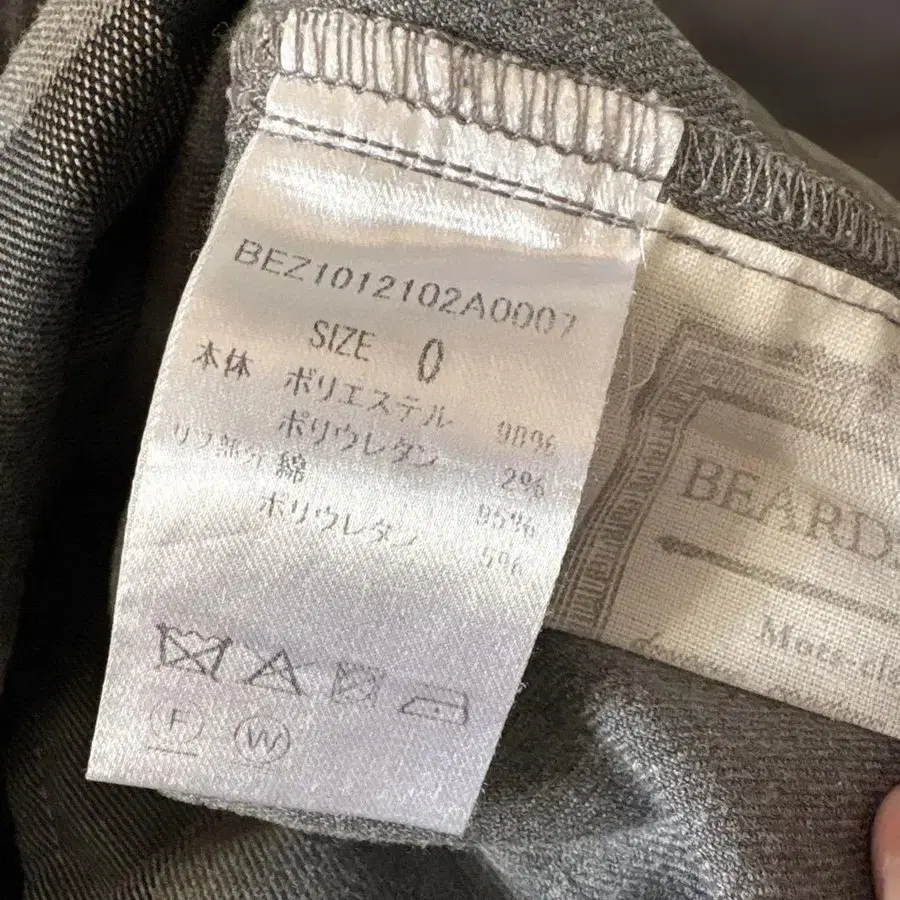 BEZ1012102A0007
SIZE 0
本体 ポリエステル 98%
ポリウレタン 2%
リブ部分 綿 95%
ポリウレタン 5%
F W
BEARD